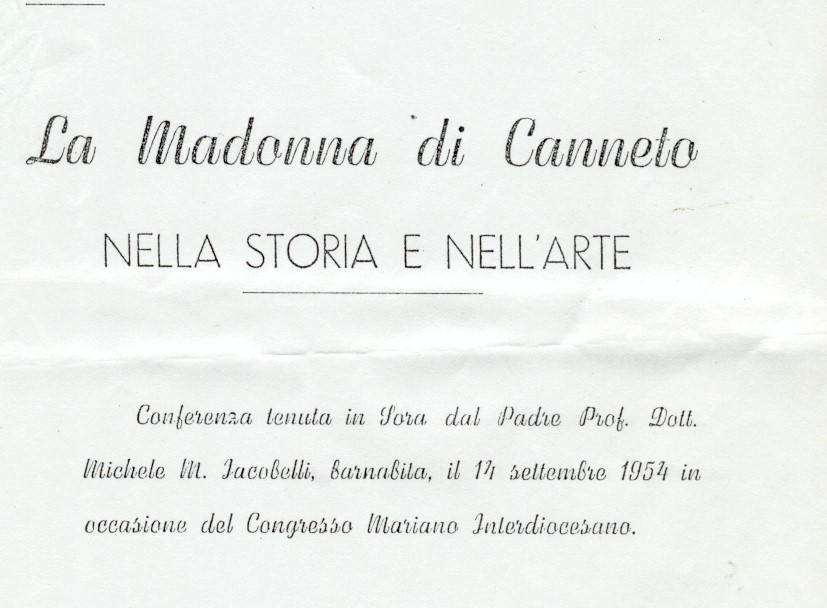 La Madonna di Canneto
NELLA STORIA E NELL'ARTE
Conferenza tenuta in Sora dal Padre Prof. Dott.
Michele M. Jacobelli, barnabita, il 14 settembre 1954 in
occasione del Congresso Mariano Interdiocesano.